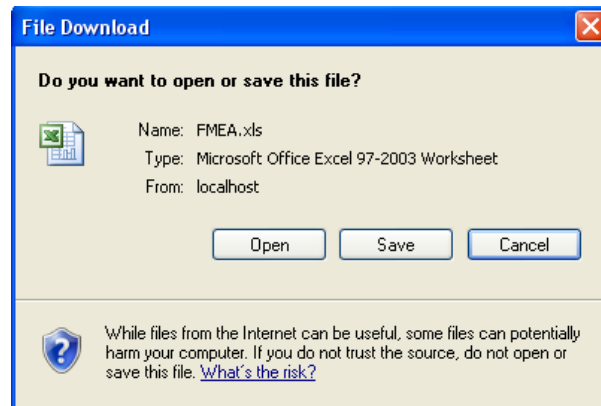 File Download
Do you want to open or save this file?
Name: FMEA.xls
Type: Microsoft Office Excel 97-2003 Worksheet
From: localhost
Open Save Cancel
While files from the Internet can be useful, some files can potentially
harm your computer. If you do not trust the source, do not open or
save this file. What's the risk?